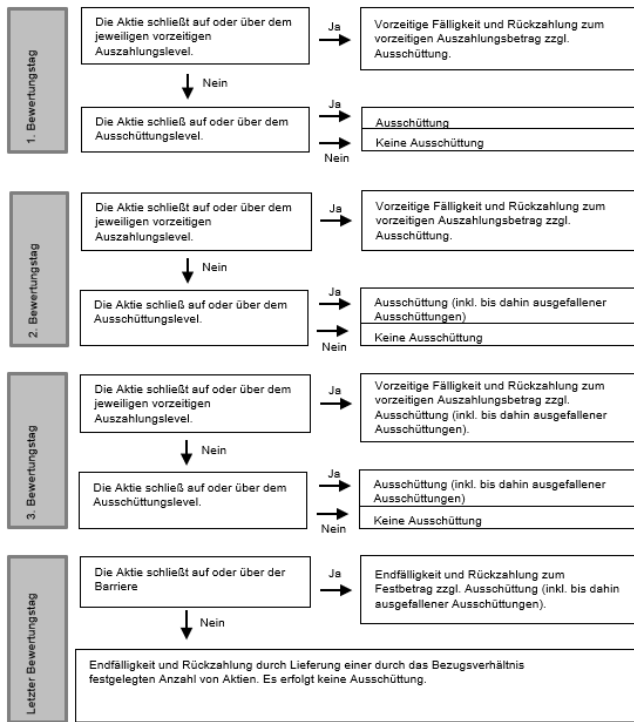 1. Bewertungstag
Die Aktie schließt auf oder über dem
jeweiligen vorzeitigen
Auszahlungslevel.
Ja
Vorzeitige Fälligkeit und Rückzahlung zum
vorzeitigen Auszahlungsbetrag zzgl.
Ausschüttung.
Nein
Die Aktie schließt auf oder über dem
Ausschüttungslevel.
Ja
Ausschüttung
Nein
Keine Ausschüttung
2. Bewertungstag
Die Aktie schließt auf oder über dem
jeweiligen vorzeitigen
Auszahlungslevel.
Ja
Vorzeitige Fälligkeit und Rückzahlung zum
vorzeitigen Auszahlungsbetrag zzgl.
Ausschüttung.
Nein
Die Aktie schließ auf oder über dem
Ausschüttungslevel.
Ja
Ausschüttung (inkl. bis dahin ausgefallener
Ausschüttungen)
Nein
Keine Ausschüttung
3. Bewertungstag
Die Aktie schließt auf oder über dem
jeweiligen vorzeitigen
Auszahlungslevel.
Ja
Vorzeitige Fälligkeit und Rückzahlung zum
vorzeitigen Auszahlungsbetrag zzgl.
Ausschüttung (inkl. bis dahin ausgefallener
Ausschüttungen).
Nein
Die Aktie schließt auf oder über dem
Ausschüttungslevel.
Ja
Ausschüttung (inkl. bis dahin ausgefallener
Ausschüttungen)
Nein
Keine Ausschüttung
Letzter Bewertungstag
Die Aktie schließt auf oder über der
Barriere
Ja
Endfälligkeit und Rückzahlung zum
Festbetrag zzgl. Ausschüttung (inkl. bis dahin
ausgefallener Ausschüttungen).
Nein
Endfälligkeit und Rückzahlung durch Lieferung einer durch das Bezugsverhältnis
festgelegten Anzahl von Aktien. Es erfolgt keine Ausschüttung.